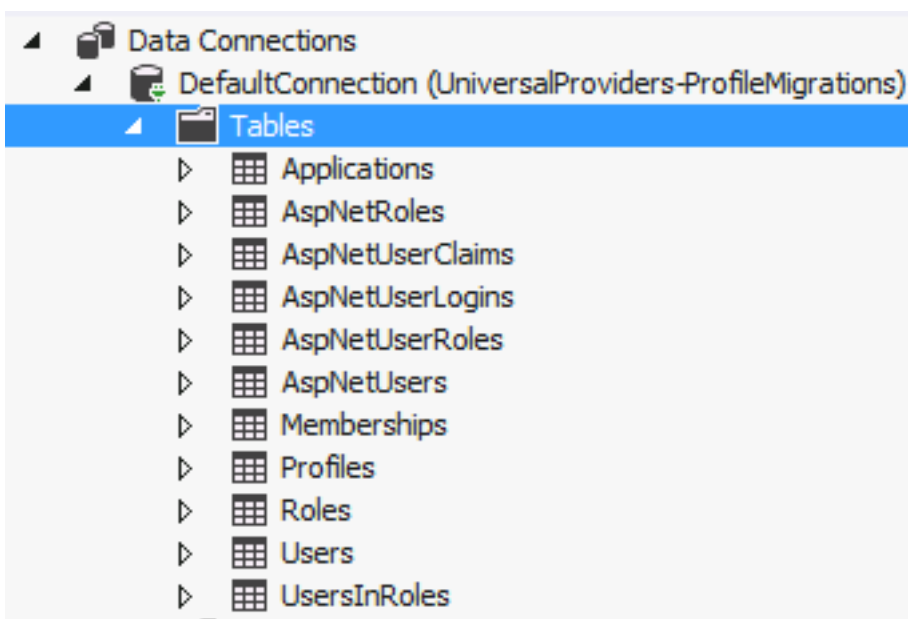 Data Connections
DefaultConnection (UniversalProviders-ProfileMigrations)
Tables
Applications
AspNetRoles
AspNetUserClaims
AspNetUserLogins
AspNetUserRoles
AspNetUsers
Memberships
Profiles
Roles
Users
UsersInRoles